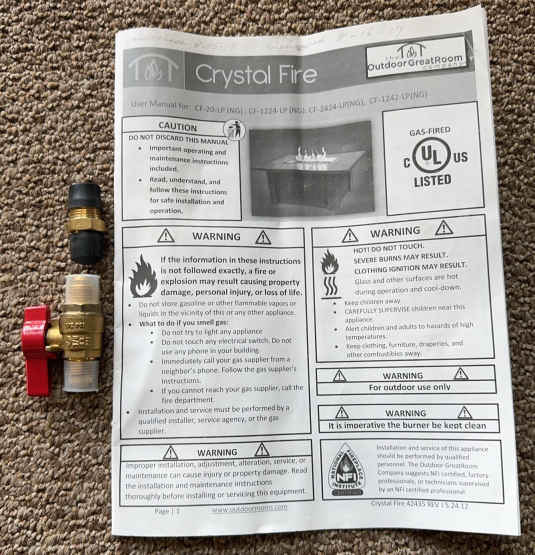 the
OutdoorGreatRoom
company
Crystal Fire
User Manual for: CF-20-LP (NG) ; CF-1224-LP (NG); CF-2424-LP(NG), CF-1242-LP(NG)
CAUTION
DO NOT DISCARD THIS MANUAL
• Important operating and
maintenance instructions
included.
• Read, understand, and
follow these instructions
for safe installation and
operation.
GAS-FIRED
C UL US
LISTED
WARNING
If the information in these instructions
is not followed exactly, a fire or
explosion may result causing property
damage, personal injury, or loss of life.
• Do not store gasoline or other flammable vapors or
liquids in the vicinity of this or any other appliance.
• What to do if you smell gas:
• Do not try to light any appliance
• Do not touch any electrical switch. Do not
use any phone in your building
• Immediately call your gas supplier from a
neighbor's phone. Follow the gas supplier's
instructions.
• If you cannot reach your gas supplier, call the
fire department.
• Installation and service must be performed by a
qualified installer, service agency, or the gas
supplier.
WARNING
HOT! DO NOT TOUCH.
SEVERE BURNS MAY RESULT.
CLOTHING IGNITION MAY RESULT.
Glass and other surfaces are hot
during operation and cool-down.
• Keep children away.
• CAREFULLY SUPERVISE children near this
appliance.
• Alert children and adults to hazards of high
temperatures.
• Keep clothing, furniture, draperies, and
other combustibles away.
WARNING
For outdoor use only
WARNING
It is imperative the burner be kept clean
WARNING
Improper installation, adjustment, alteration, service, or
maintenance can cause injury or property damage. Read
the installation and maintenance instructions
thoroughly before installing or servicing this equipment.
NFI
Installation and service of this appliance
should be performed by qualified
personnel. The Outdoor GreatRoom
Company suggests NFI certified, factory
professionals, or technicians supervised
by an NFI certified professional.
Page | 1
www.outdoorrooms.com
Crystal Fire 42435 REV I 5.24.12